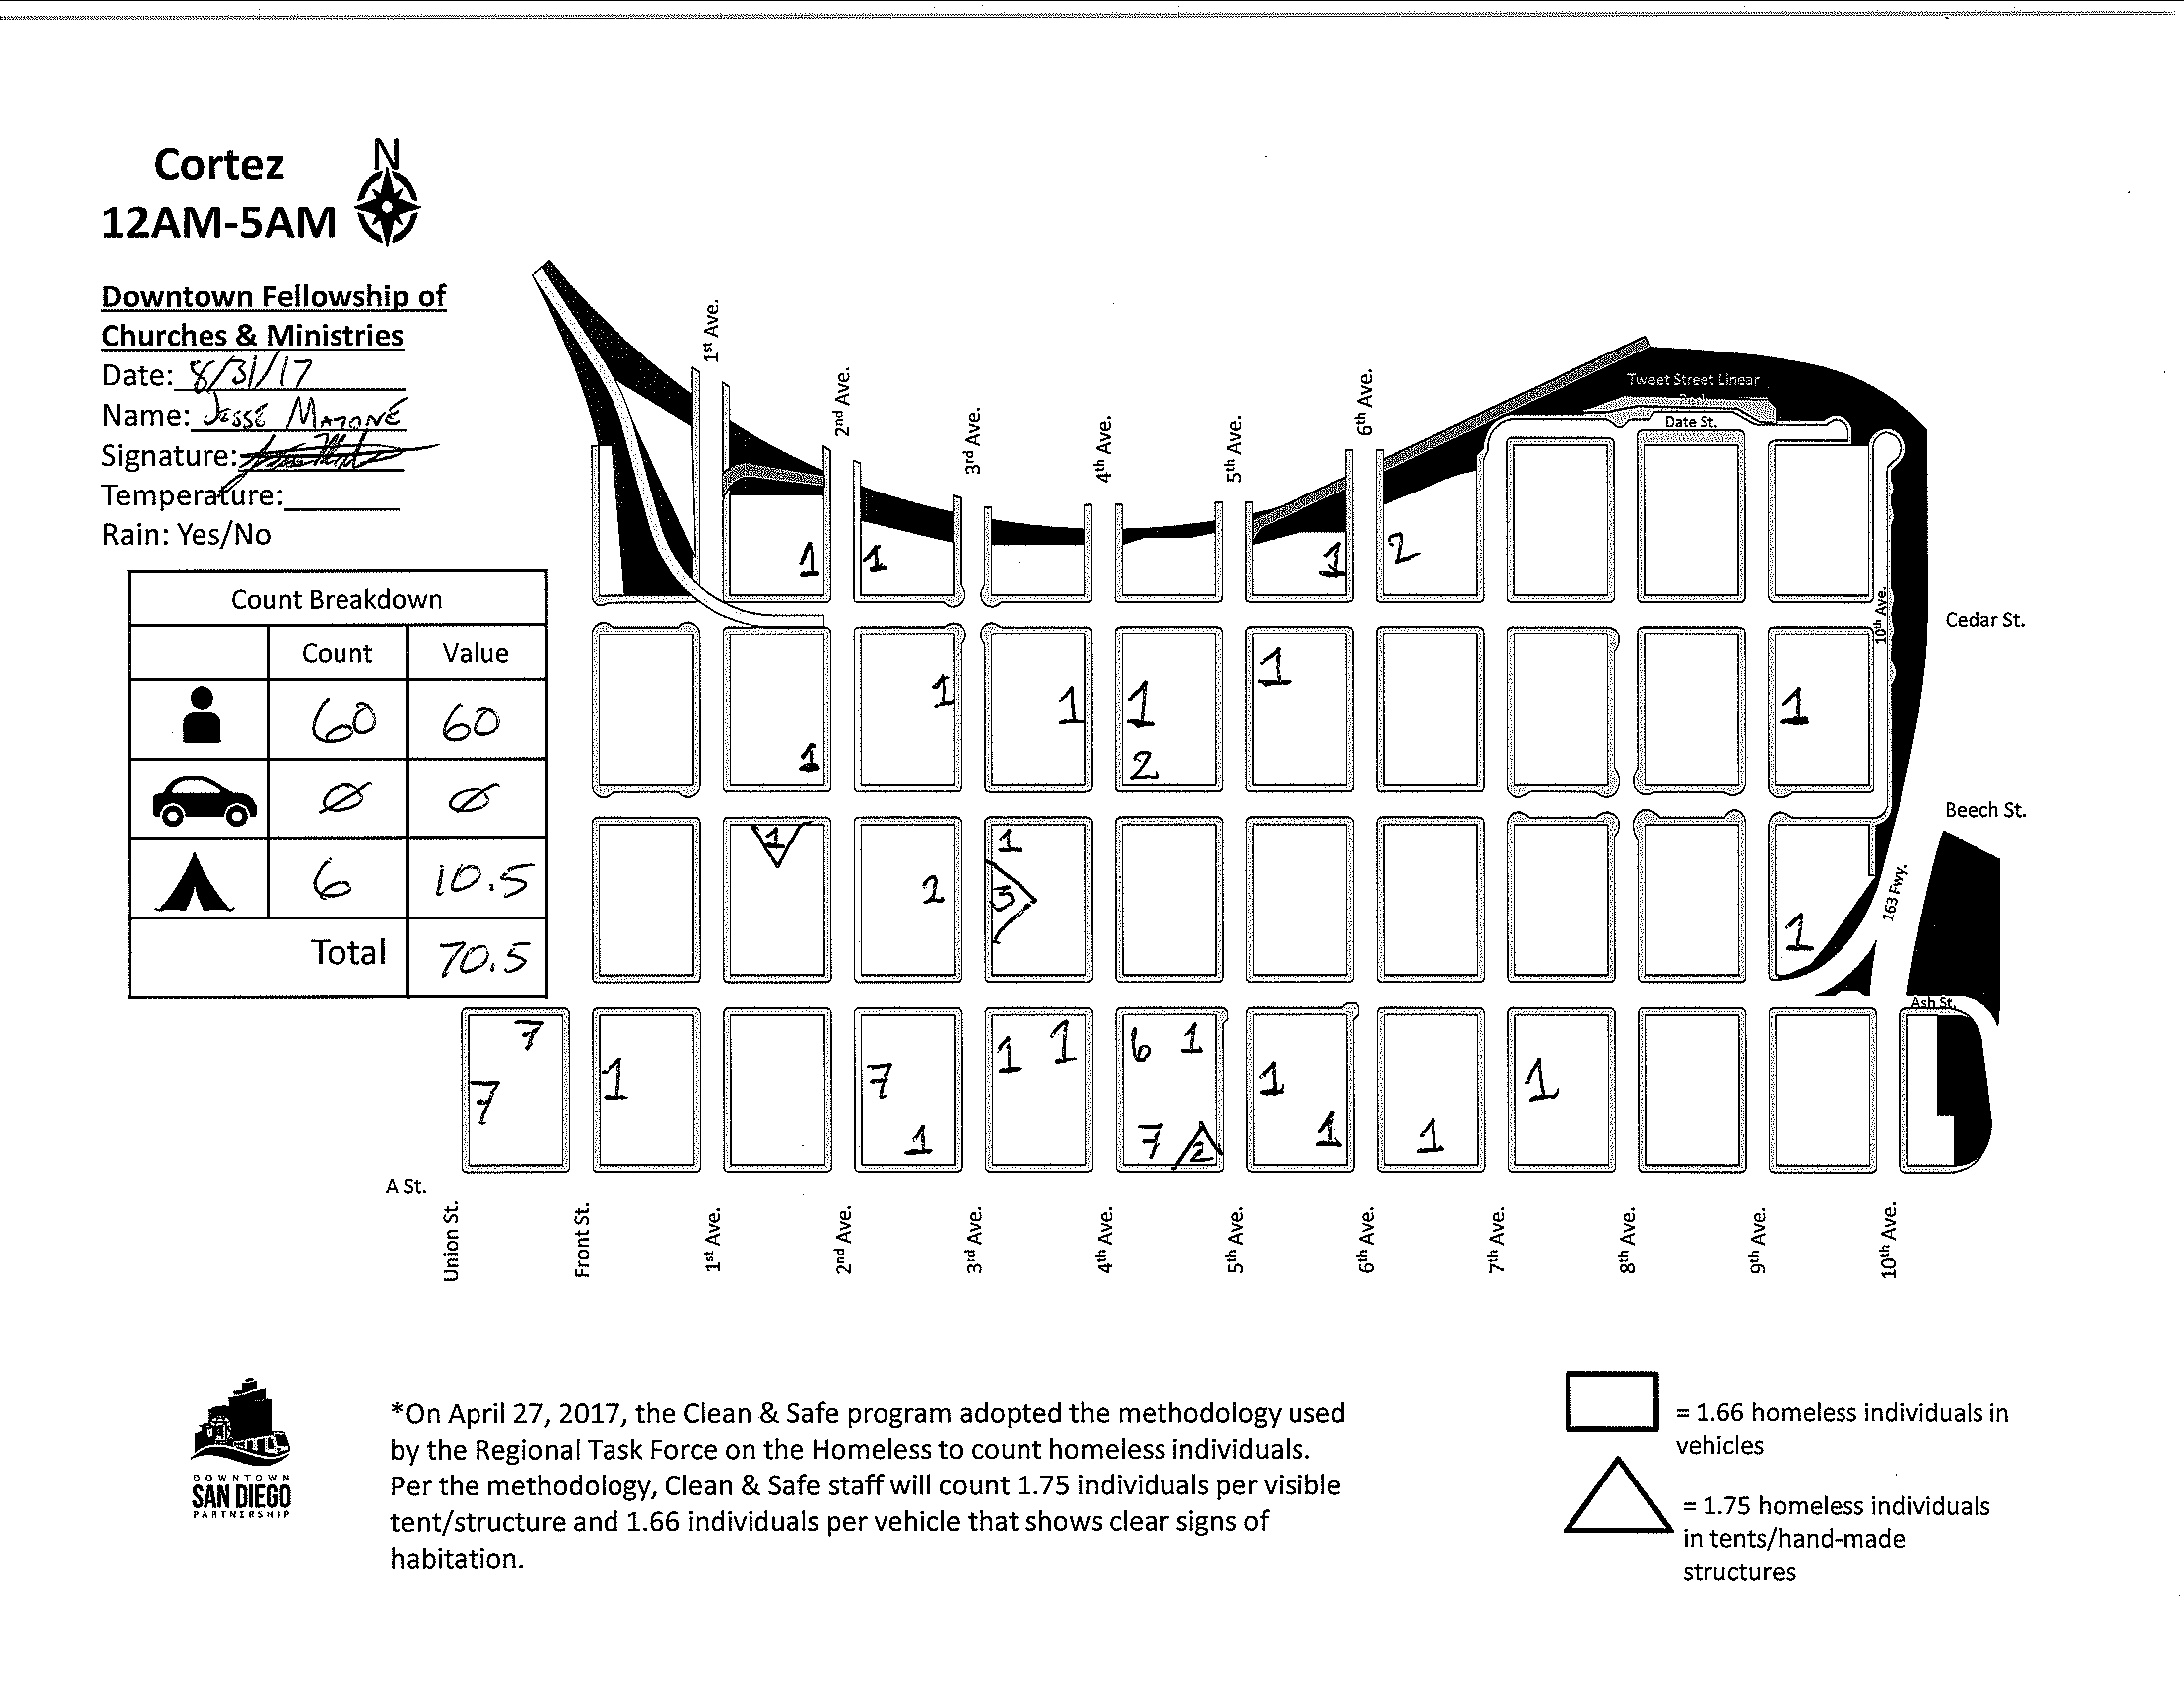 Cortez
N
12AM-5AM
Downtown Fellowship of
Churches & Ministries
Date: 8/31/17
Name: Jesse
Signature:
Temperature:
Rain: Yes/No
Count Breakdown
Count Value
60 60
Ø Ø
6 10.5
Total 70.5
1st Ave.
2nd Ave.
3rd Ave.
4th Ave.
5th Ave.
6th Ave.
Tweet Street Linear
Park
Date St.
1 1 1 2
10th Ave.
Cedar St.
1 1 1 1 1 1
1 2
Beech St.
1 1
2 3
163 Fwy.
1
Ash St.
7 1 1 6 1
7 1 7 1 1
1 7 2 1 1
A St.
Union St.
Front St.
1st Ave.
2nd Ave.
3rd Ave.
4th Ave.
5th Ave.
6th Ave.
7th Ave.
8th Ave.
9th Ave.
10th Ave.
DOWNTOWN
SAN DIEGO
PARTNERSHIP
*On April 27, 2017, the Clean & Safe program adopted the methodology used
by the Regional Task Force on the Homeless to count homeless individuals.
Per the methodology, Clean & Safe staff will count 1.75 individuals per visible
tent/structure and 1.66 individuals per vehicle that shows clear signs of
habitation.
= 1.66 homeless individuals in
vehicles
= 1.75 homeless individuals
in tents/hand-made
structures